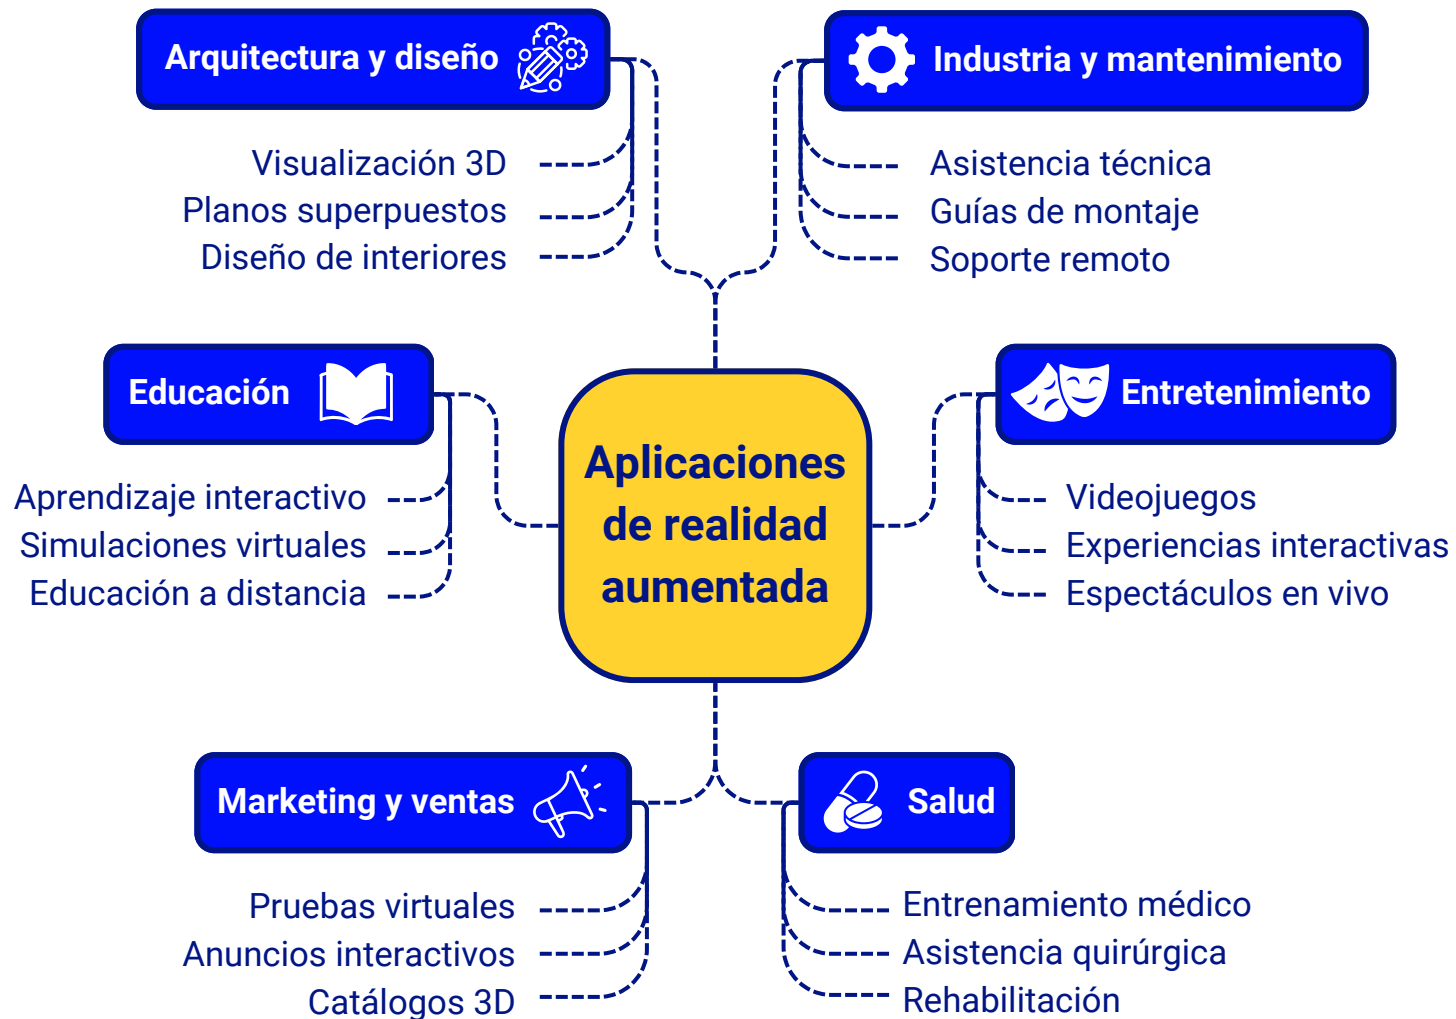 Arquitectura y diseño
Visualización 3D
Planos superpuestos
Diseño de interiores
Industria y mantenimiento
Asistencia técnica
Guías de montaje
Soporte remoto
Educación
Aprendizaje interactivo
Simulaciones virtuales
Educación a distancia
Aplicaciones
de realidad
aumentada
Entretenimiento
Videojuegos
Experiencias interactivas
Espectáculos en vivo
Marketing y ventas
Pruebas virtuales
Anuncios interactivos
Catálogos 3D
Salud
Entrenamiento médico
Asistencia quirúrgica
Rehabilitación